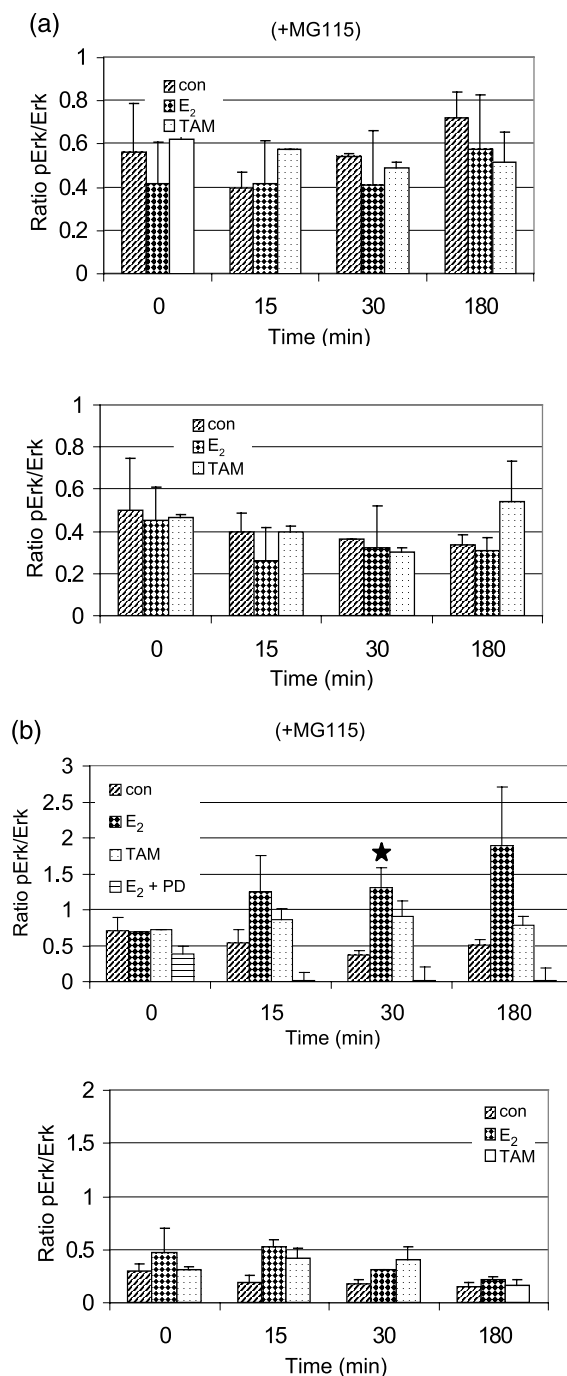 (a)
(+MG115)
1
0.8
0.6
0.4
0.2
0
Ratio pErk/Erk
con
E₂
TAM
0 15 30 180
Time (min)
1
0.8
0.6
0.4
0.2
0
Ratio pErk/Erk
con
E₂
TAM
0 15 30 180
Time (min)
(b)
(+MG115)
3
2.5
2
1.5
1
0.5
0
Ratio pErk/Erk
con
E₂
TAM
E₂ + PD
0 15 30 180
Time (min)
2
1.5
1
0.5
0
Ratio pErk/Erk
con
E₂
TAM
0 15 30 180
Time (min)